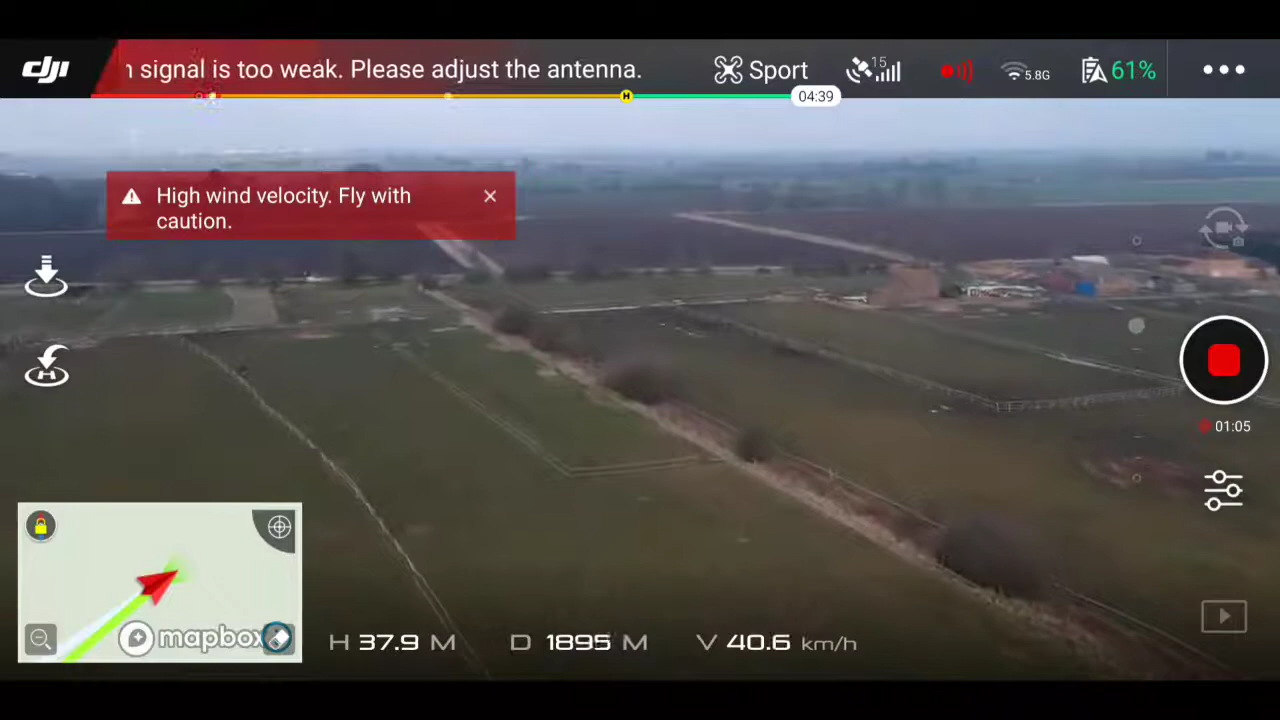 dji
signal is too weak. Please adjust the antenna.
Sport
15
5.8G
61%
H
04:39
High wind velocity. Fly with
caution.
H
01:05
mapbox
H 37.9 M
D 1895 M
V 40.6 km/h